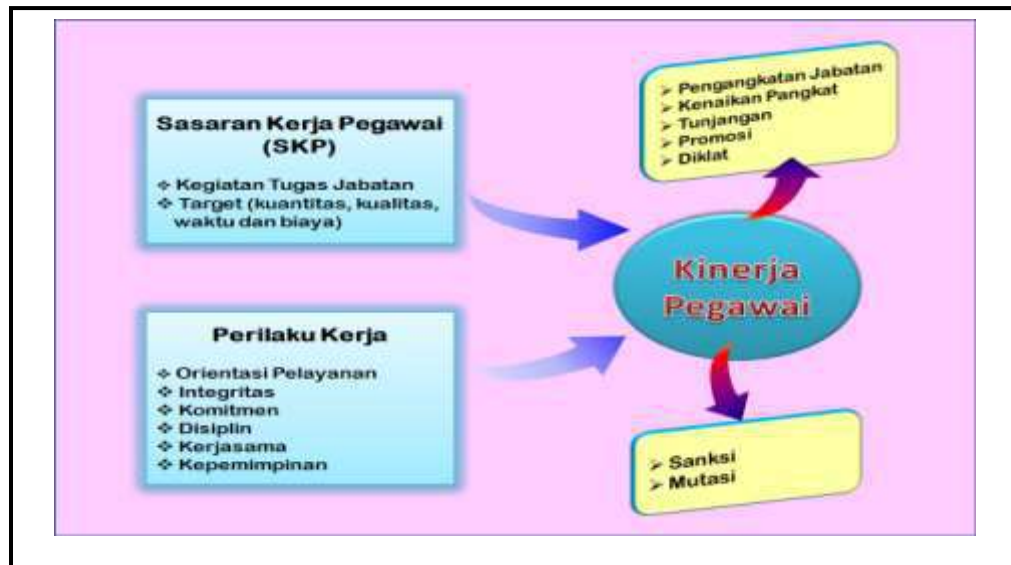 Sasaran Kerja Pegawai
(SKP)
❖ Kegiatan Tugas Jabatan
❖ Target (kuantitas, kualitas,
waktu dan biaya)
Perilaku Kerja
❖ Orientasi Pelayanan
❖ Integritas
❖ Komitmen
❖ Disiplin
❖ Kerjasama
❖ Kepemimpinan
Kinerja
Pegawai
➢ Pengangkatan Jabatan
➢ Kenaikan Pangkat
➢ Tunjangan
➢ Promosi
➢ Diklat
➢ Sanksi
➢ Mutasi